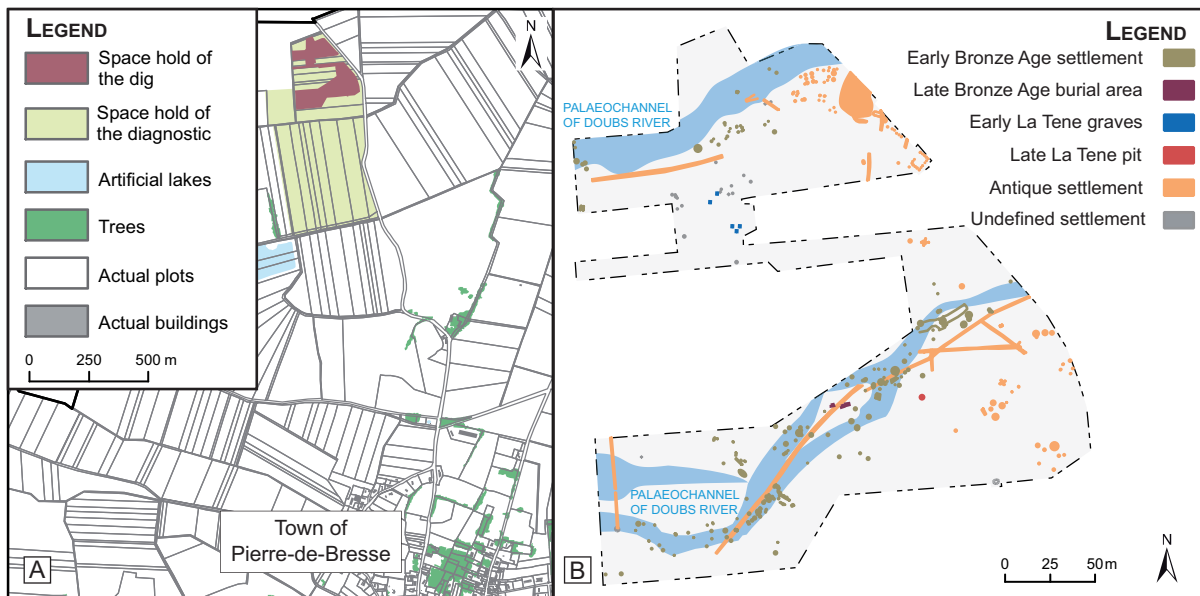 LEGEND
Space hold of
the dig
Space hold of
the diagnostic
Artificial lakes
Trees
Actual plots
Actual buildings
0 250 500 m
N
Town of
Pierre-de-Bresse
A
LEGEND
Early Bronze Age settlement
Late Bronze Age burial area
Early La Tene graves
Late La Tene pit
Antique settlement
Undefined settlement
PALAEOCHANNEL
OF DOUBS RIVER
PALAEOCHANNEL
OF DOUBS RIVER
0 25 50 m
N
B